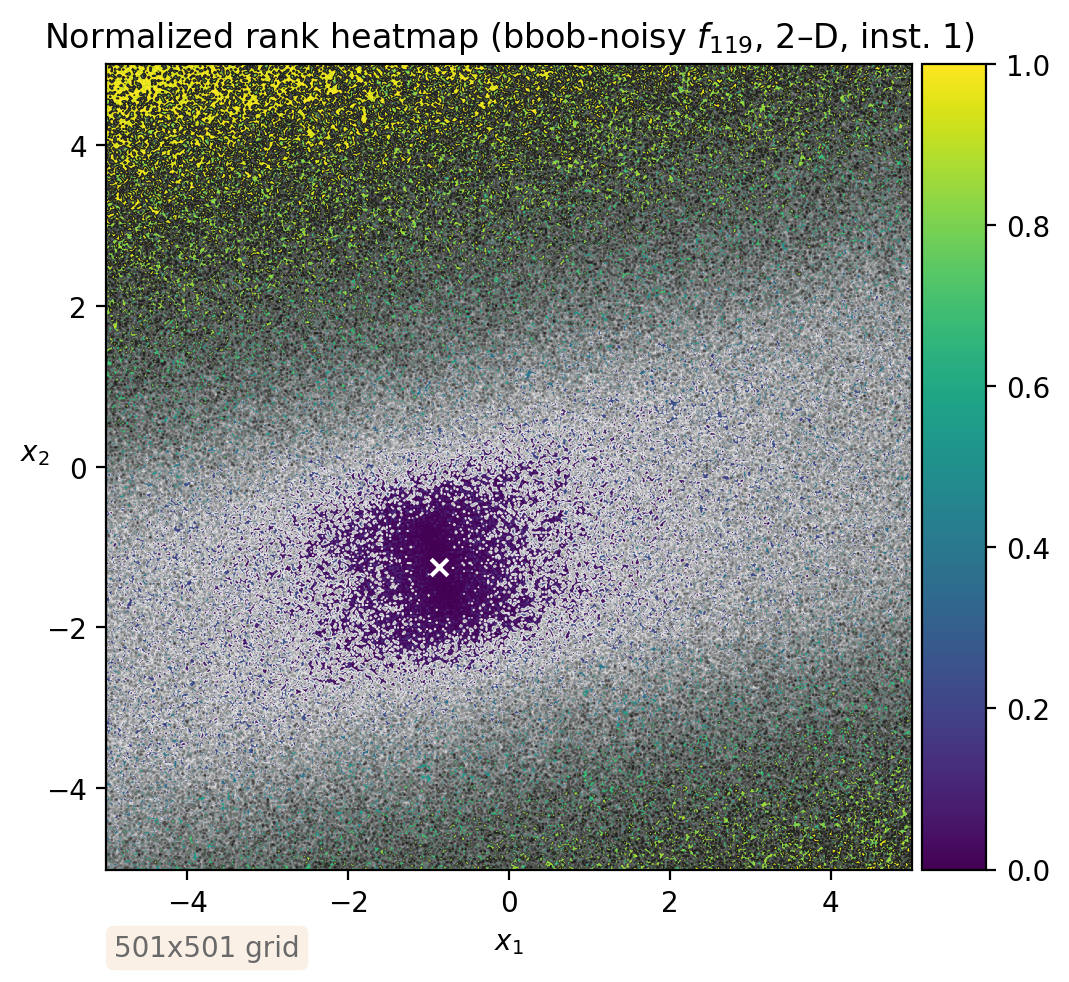 Normalized rank heatmap (bbob-noisy f119, 2–D, inst. 1)
1.0
0.8
0.6
0.4
0.2
0.0
4
2
0
−2
−4
x2
−4 −2 0 2 4
x1
501x501 grid